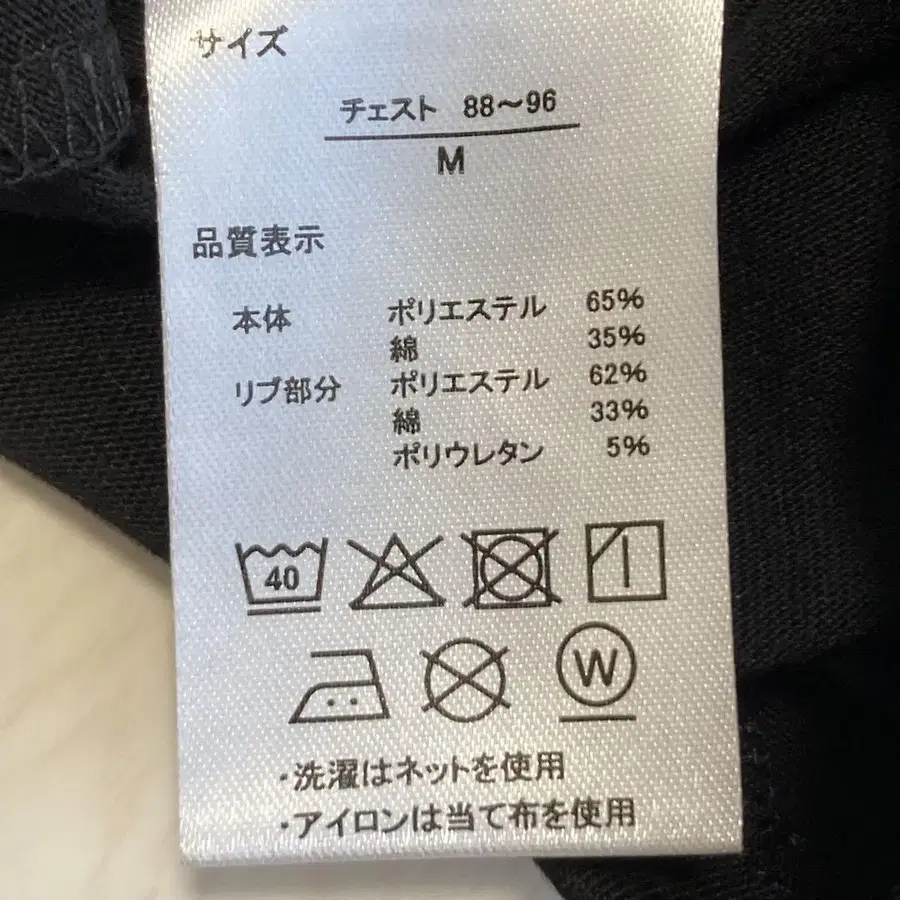 サイズ
チェスト 88～96
M
品質表示
本体 ポリエステル 65%
綿 35%
リブ部分 ポリエステル 62%
綿 33%
ポリウレタン 5%
40
W
・洗濯はネットを使用
・アイロンは当て布を使用